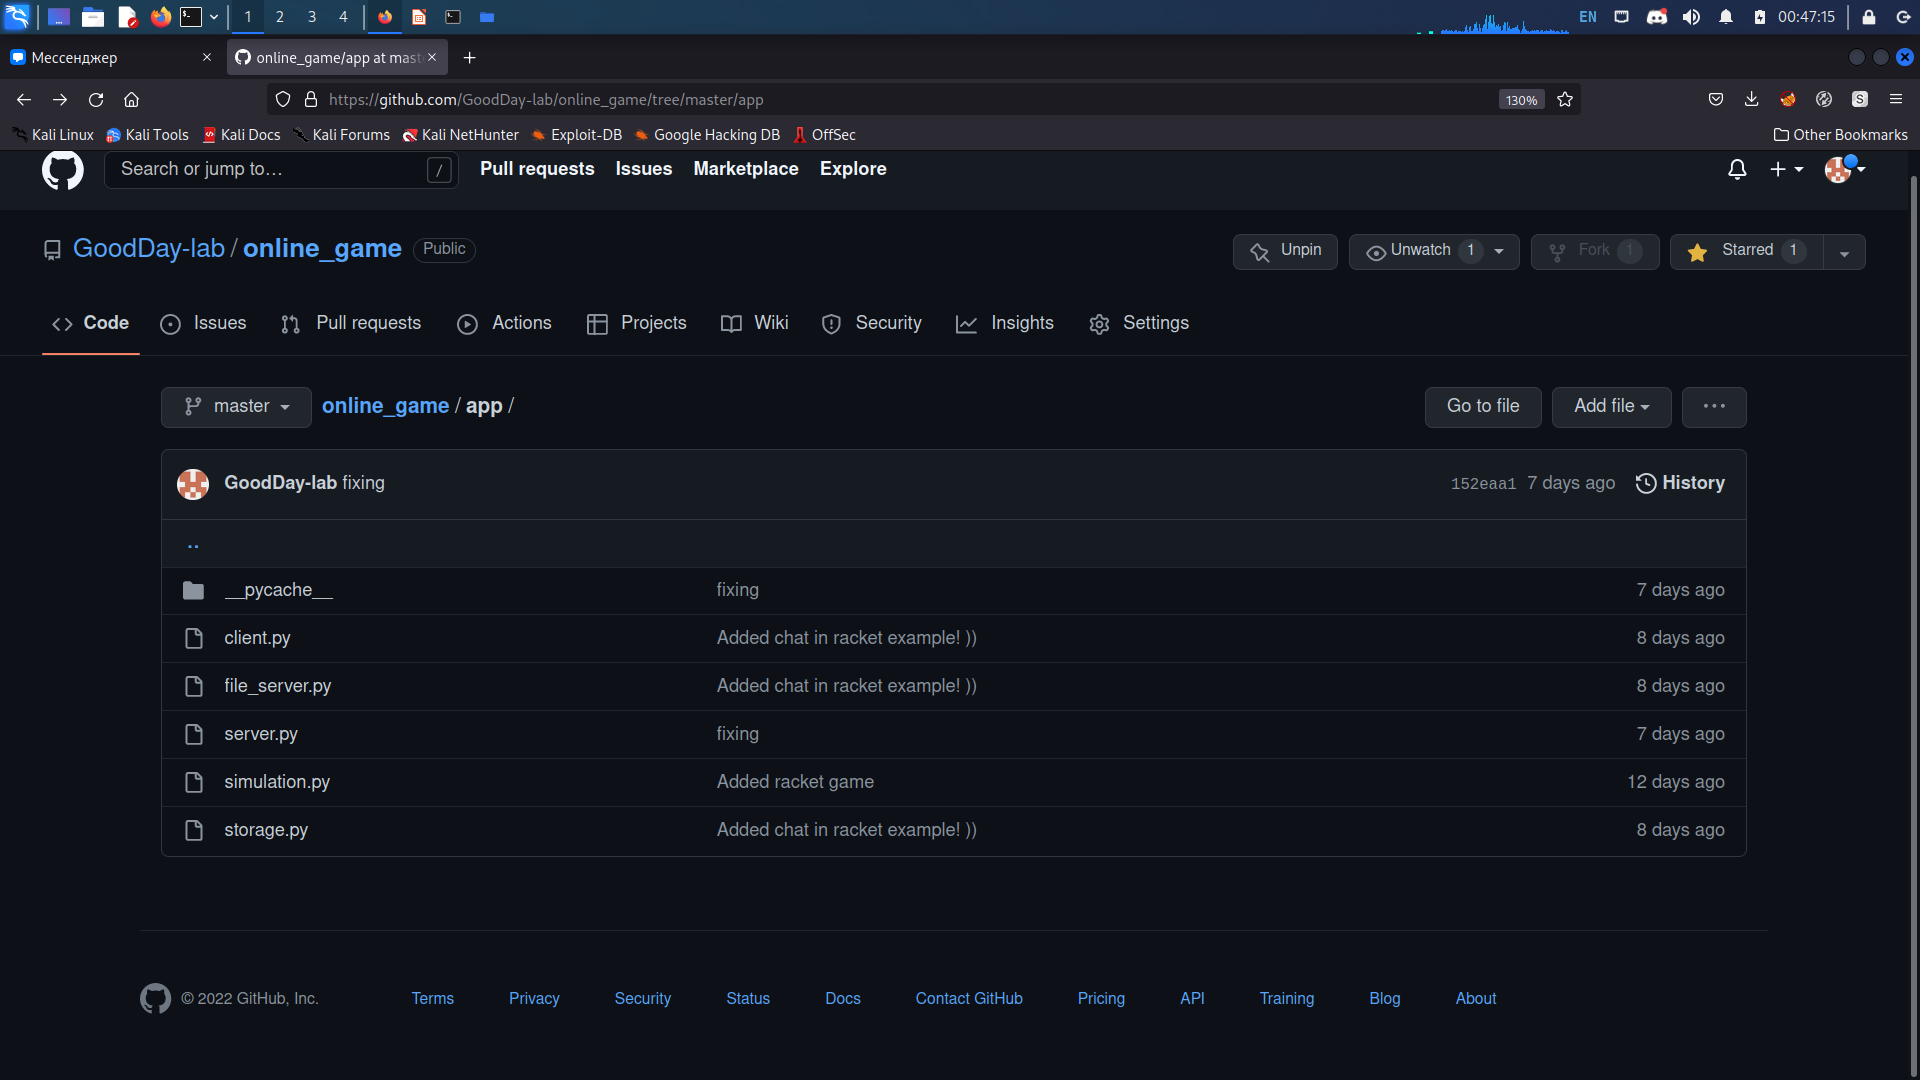 1 2 3 4 EN 00:47:15
Мессенджер
online_game/app at mast
https://github.com/GoodDay-lab/online_game/tree/master/app 130%
Kali Linux Kali Tools Kali Docs Kali Forums Kali NetHunter Exploit-DB Google Hacking DB OffSec Other Bookmarks
Search or jump to… / Pull requests Issues Marketplace Explore
GoodDay-lab / online_game Public Unpin Unwatch 1 Fork 1 Starred 1
Code Issues Pull requests Actions Projects Wiki Security Insights Settings
master online_game / app / Go to file Add file ...
GoodDay-lab fixing 152eaa1 7 days ago History
..
__pycache__ fixing 7 days ago
client.py Added chat in racket example! )) 8 days ago
file_server.py Added chat in racket example! )) 8 days ago
server.py fixing 7 days ago
simulation.py Added racket game 12 days ago
storage.py Added chat in racket example! )) 8 days ago
© 2022 GitHub, Inc. Terms Privacy Security Status Docs Contact GitHub Pricing API Training Blog About